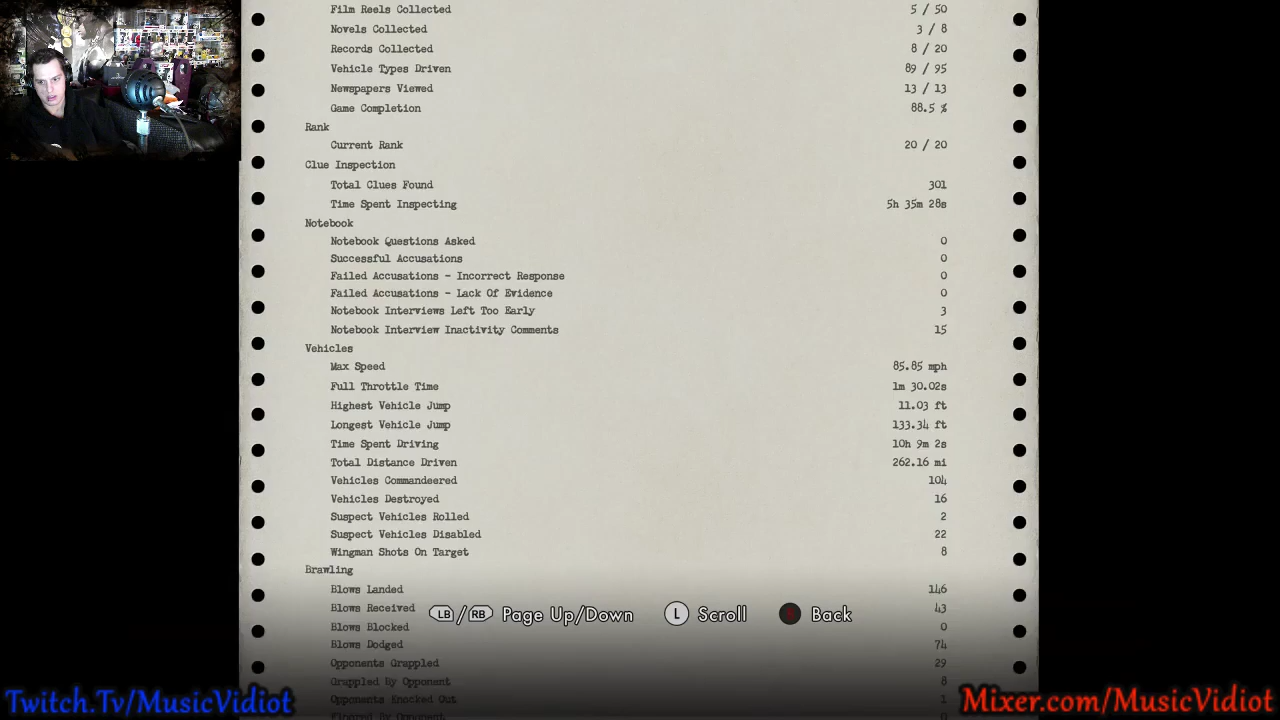 Film Reels Collected 5 / 50
Novels Collected 3 / 8
Records Collected 8 / 20
Vehicle Types Driven 89 / 95
Newspapers Viewed 13 / 13
Game Completion 88.5 %
Rank
Current Rank 20 / 20
Clue Inspection
Total Clues Found 301
Time Spent Inspecting 5h 35m 28s
Notebook
Notebook Questions Asked 0
Successful Accusations 0
Failed Accusations - Incorrect Response 0
Failed Accusations - Lack Of Evidence 0
Notebook Interviews Left Too Early 3
Notebook Interview Inactivity Comments 15
Vehicles
Max Speed 85.85 mph
Full Throttle Time 1m 30.02s
Highest Vehicle Jump 11.03 ft
Longest Vehicle Jump 133.34 ft
Time Spent Driving 10h 9m 2s
Total Distance Driven 262.16 mi
Vehicles Commandeered 104
Vehicles Destroyed 16
Suspect Vehicles Rolled 2
Suspect Vehicles Disabled 22
Wingman Shots On Target 8
Brawling
Blows Landed 146
Blows Received 43
LB / RB Page Up/Down L Scroll B Back
Blows Blocked 0
Blows Dodged 74
Opponents Grappled 29
Grappled By Opponent 8
Opponents Knocked Out 1
Floored By Opponent 0
Twitch.Tv/MusicVidiot Mixer.com/MusicVidiot